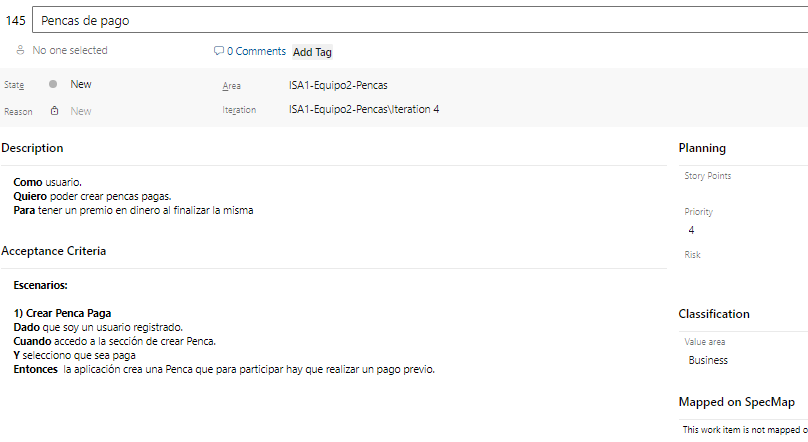 145 Pencas de pago
No one selected 0 Comments Add Tag
State New Area ISA1-Equipo2-Pencas
Reason New Iteration ISA1-Equipo2-Pencas\Iteration 4
Description
Como usuario.
Quiero poder crear pencas pagas.
Para tener un premio en dinero al finalizar la misma
Acceptance Criteria
Escenarios:
1) Crear Penca Paga
Dado que soy un usuario registrado.
Cuando accedo a la sección de crear Penca.
Y selecciono que sea paga
Entonces la aplicación crea una Penca que para participar hay que realizar un pago previo.
Planning
Story Points
Priority
4
Risk
Classification
Value area
Business
Mapped on SpecMap
This work item is not mapped